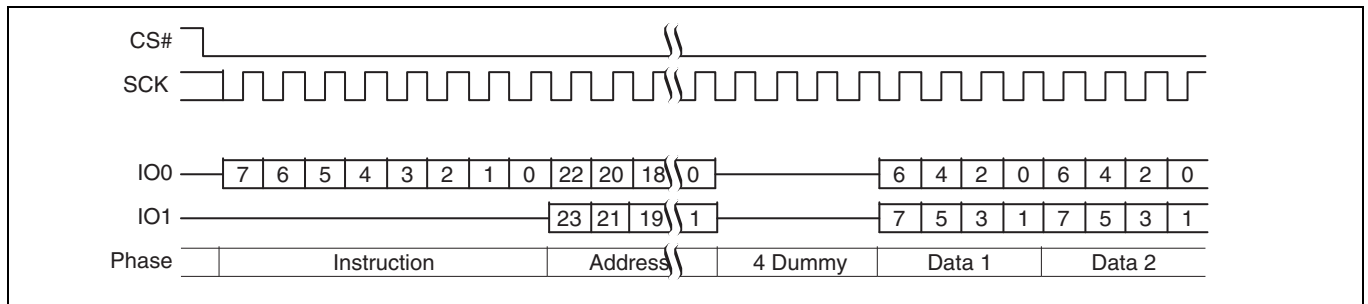 CS#
SCK
IO0 7 6 5 4 3 2 1 0 22 20 18 0 6 4 2 0 6 4 2 0
IO1 23 21 19 1 7 5 3 1 7 5 3 1
Phase Instruction Address 4 Dummy Data 1 Data 2